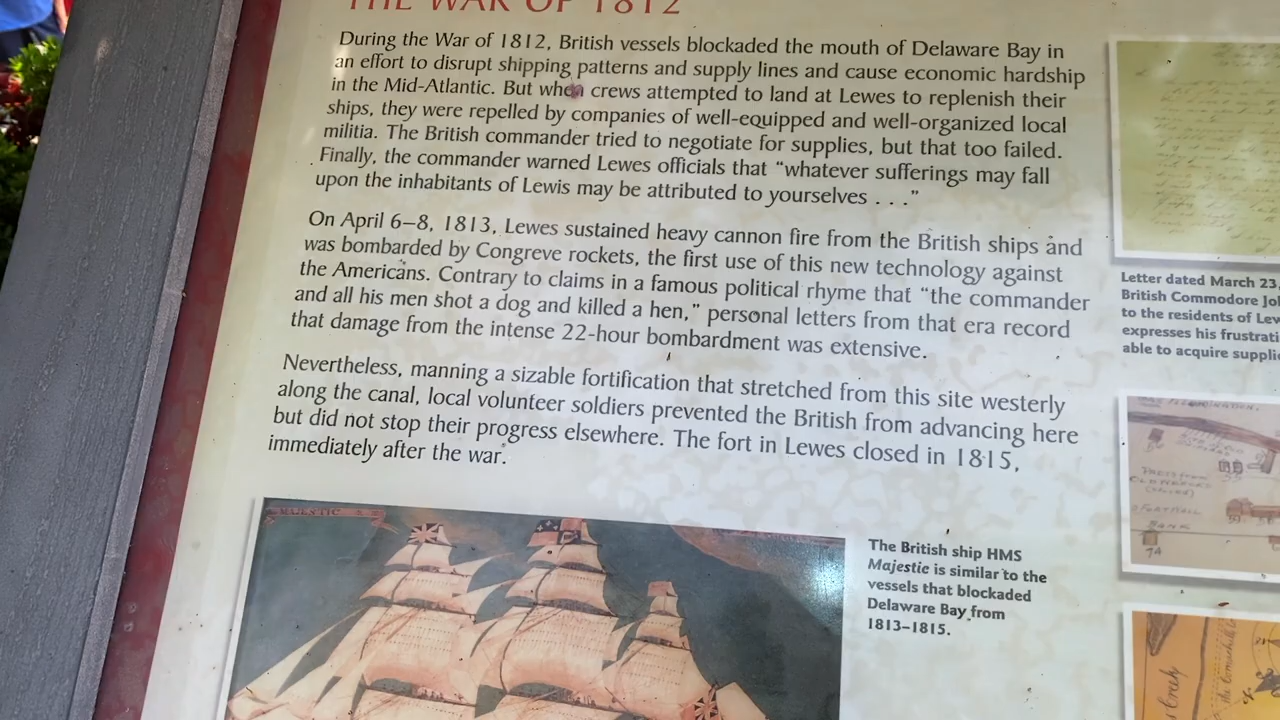 THE WAR OF 1812
During the War of 1812, British vessels blockaded the mouth of Delaware Bay in
an effort to disrupt shipping patterns and supply lines and cause economic hardship
in the Mid-Atlantic. But when crews attempted to land at Lewes to replenish their
ships, they were repelled by companies of well-equipped and well-organized local
militia. The British commander tried to negotiate for supplies, but that too failed.
Finally, the commander warned Lewes officials that “whatever sufferings may fall
upon the inhabitants of Lewis may be attributed to yourselves . . .”
On April 6–8, 1813, Lewes sustained heavy cannon fire from the British ships and
was bombarded by Congreve rockets, the first use of this new technology against
the Americans. Contrary to claims in a famous political rhyme that “the commander
and all his men shot a dog and killed a hen,” personal letters from that era record
that damage from the intense 22-hour bombardment was extensive.
Nevertheless, manning a sizable fortification that stretched from this site westerly
along the canal, local volunteer soldiers prevented the British from advancing here
but did not stop their progress elsewhere. The fort in Lewes closed in 1815,
immediately after the war.
Letter dated March 23,
British Commodore
to the residents of
expresses his
able to acquire
The British ship HMS
Majestic is similar to the
vessels that blockaded
Delaware Bay from
1813–1815.